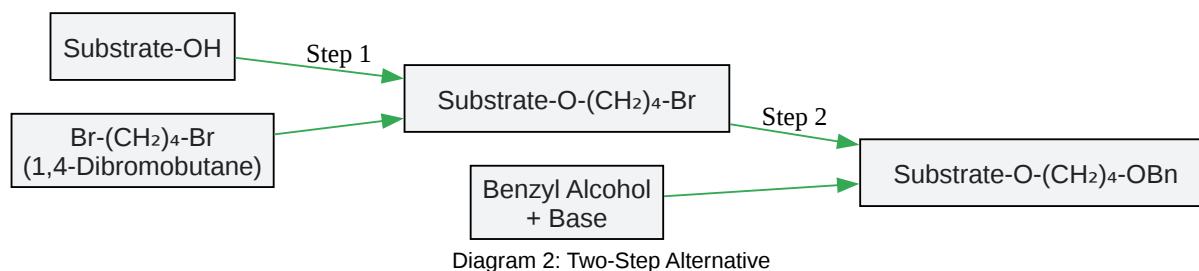 Substrate-OH
Step 1
Br-(CH₂)₄-Br
(1,4-Dibromobutane)
Substrate-O-(CH₂)₄-Br
Step 2
Benzyl Alcohol
+ Base
Substrate-O-(CH₂)₄-OBn
Diagram 2: Two-Step Alternative